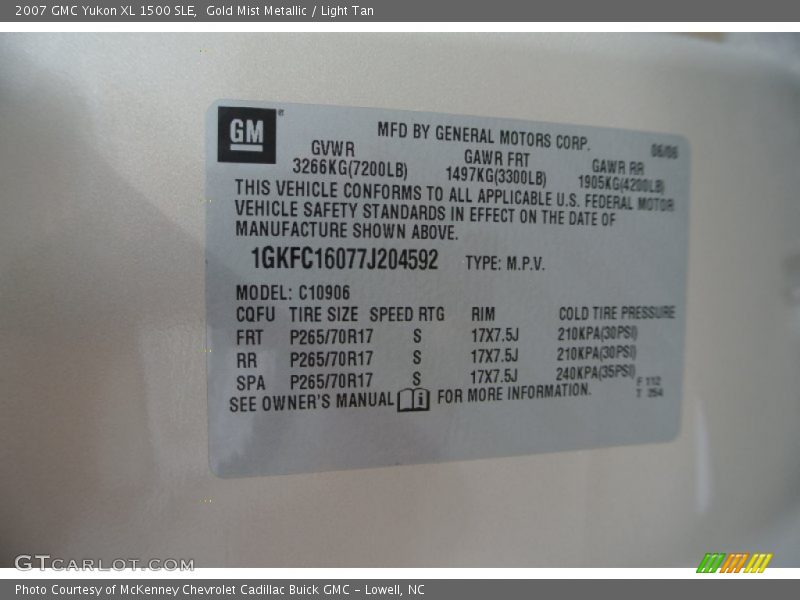 2007 GMC Yukon XL 1500 SLE, Gold Mist Metallic / Light Tan
GM
MFD BY GENERAL MOTORS CORP. 06/06
GVWR GAWR FRT GAWR RR
3266KG(7200LB) 1497KG(3300LB) 1905KG(4200LB)
THIS VEHICLE CONFORMS TO ALL APPLICABLE U.S. FEDERAL MOTOR
VEHICLE SAFETY STANDARDS IN EFFECT ON THE DATE OF
MANUFACTURE SHOWN ABOVE.
1GKFC16077J204592 TYPE: M.P.V.
MODEL: C10906
CQFU TIRE SIZE SPEED RTG RIM COLD TIRE PRESSURE
FRT P265/70R17 S 17X7.5J 210KPA(30PSI)
RR P265/70R17 S 17X7.5J 210KPA(30PSI)
SPA P265/70R17 S 17X7.5J 240KPA(35PSI)
SEE OWNER'S MANUAL i FOR MORE INFORMATION.
F 112
T 264
GTcarlot.com
Photo Courtesy of McKenney Chevrolet Cadillac Buick GMC - Lowell, NC